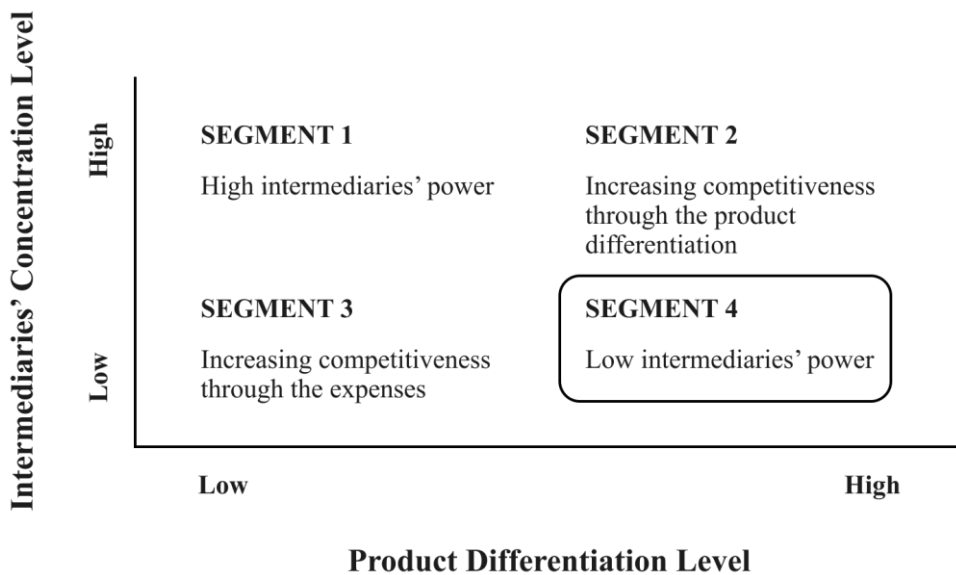 Intermediaries' Concentration Level
High
SEGMENT 1
High intermediaries' power
SEGMENT 2
Increasing competitiveness
through the product
differentiation
Low
SEGMENT 3
Increasing competitiveness
through the expenses
SEGMENT 4
Low intermediaries' power
Low
High
Product Differentiation Level